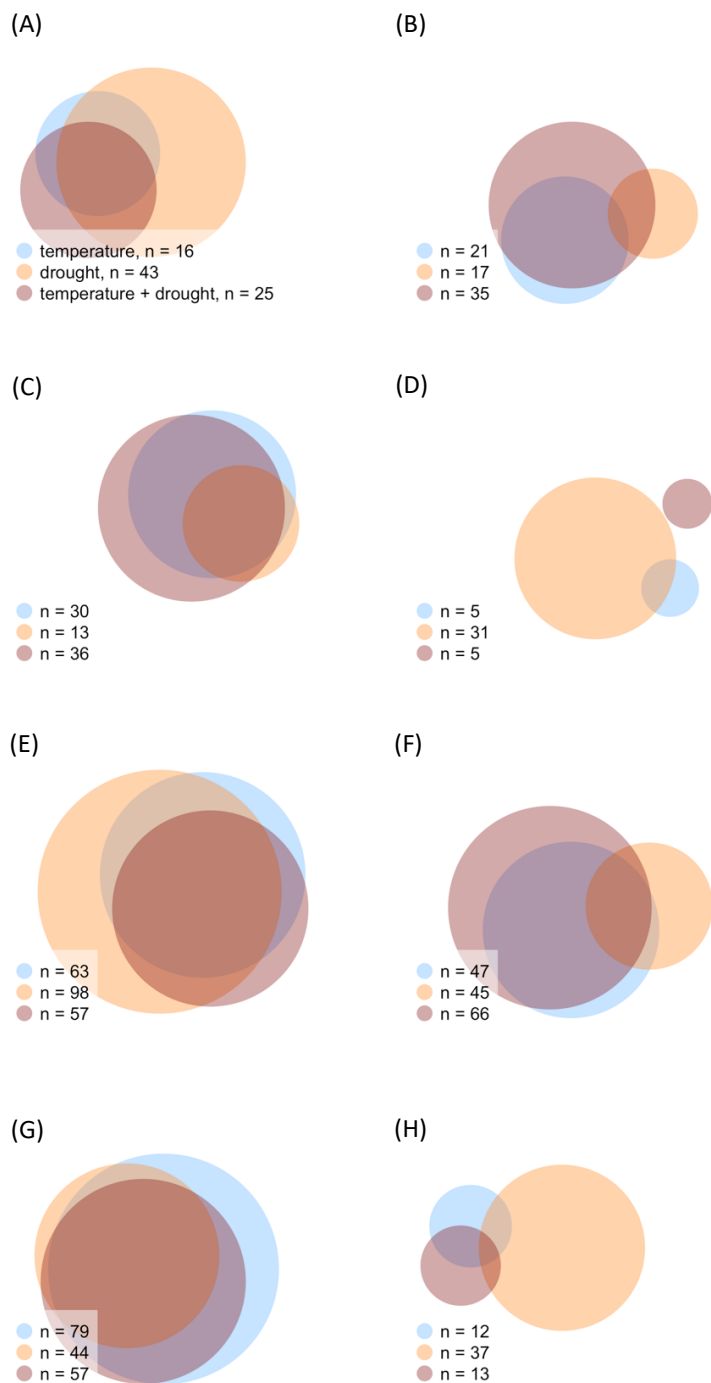 (A)
(B)
temperature, n = 16
drought, n = 43
temperature + drought, n = 25
n = 21
n = 17
n = 35
(C)
(D)
n = 30
n = 13
n = 36
n = 5
n = 31
n = 5
(E)
(F)
n = 63
n = 98
n = 57
n = 47
n = 45
n = 66
(G)
(H)
n = 79
n = 44
n = 57
n = 12
n = 37
n = 13